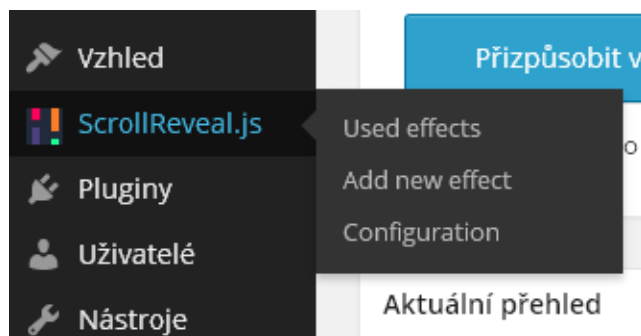 Vzhled
ScrollReveal.js
Pluginy
Uživatelé
Nástroje
Used effects
Add new effect
Configuration
Přizpůsobit v
o
Aktuální přehled